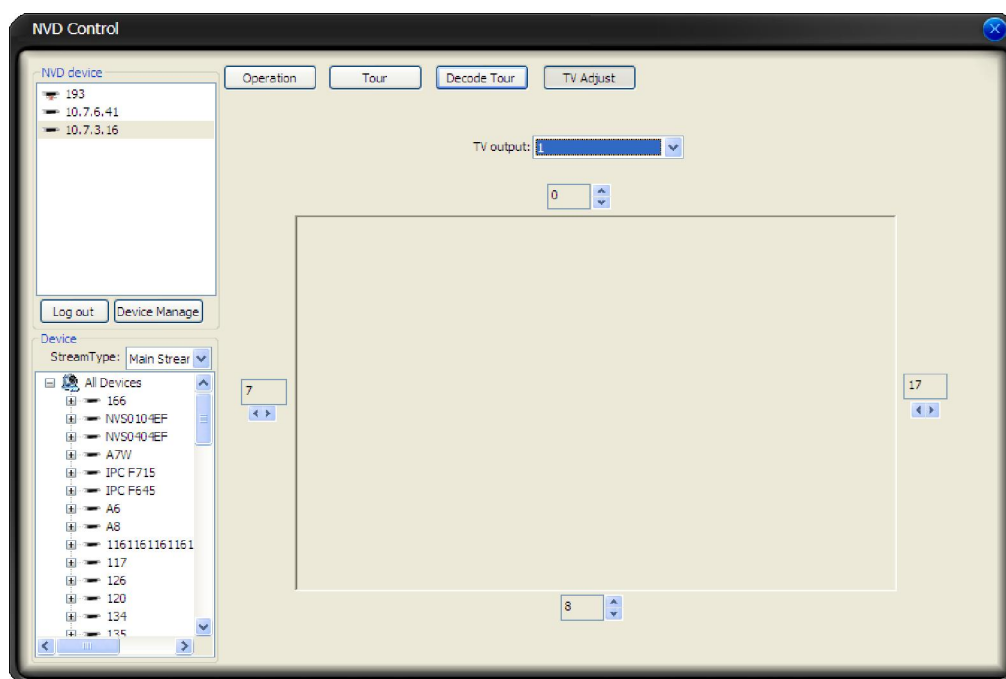 NVD Control
NVD device
193
10.7.6.41
10.7.3.16
Log out
Device Manage
Device
StreamType: Main Strear
All Devices
166
NVS0104EF
NVS0404EF
A7W
IPC F715
IPC F645
A6
A8
1161161161161
117
126
120
134
135
Operation
Tour
Decode Tour
TV Adjust
TV output: 1
0
7
17
8